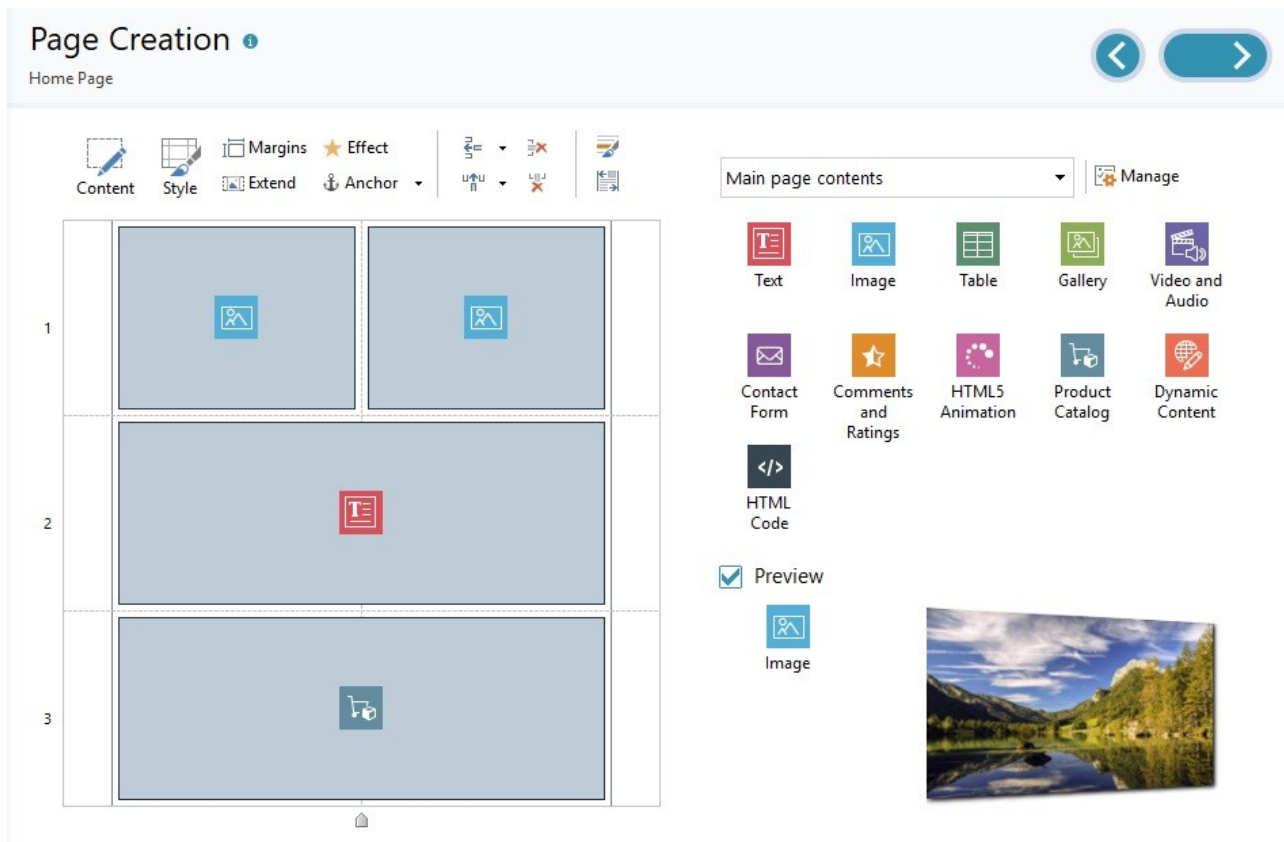 Page Creation
Home Page
Content
Style
Margins
Effect
Extend
Anchor
Main page contents
Manage
Text
Image
Table
Gallery
Video and
Audio
Contact
Form
Comments
and
Ratings
HTML5
Animation
Product
Catalog
Dynamic
Content
HTML
Code
1
2
3
Preview
Image